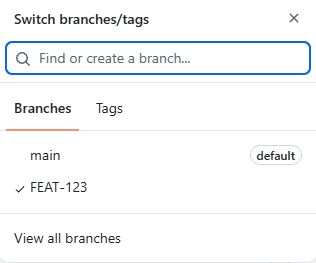 Switch branches/tags
Find or create a branch...
Branches Tags
main default
FEAT-123
View all branches